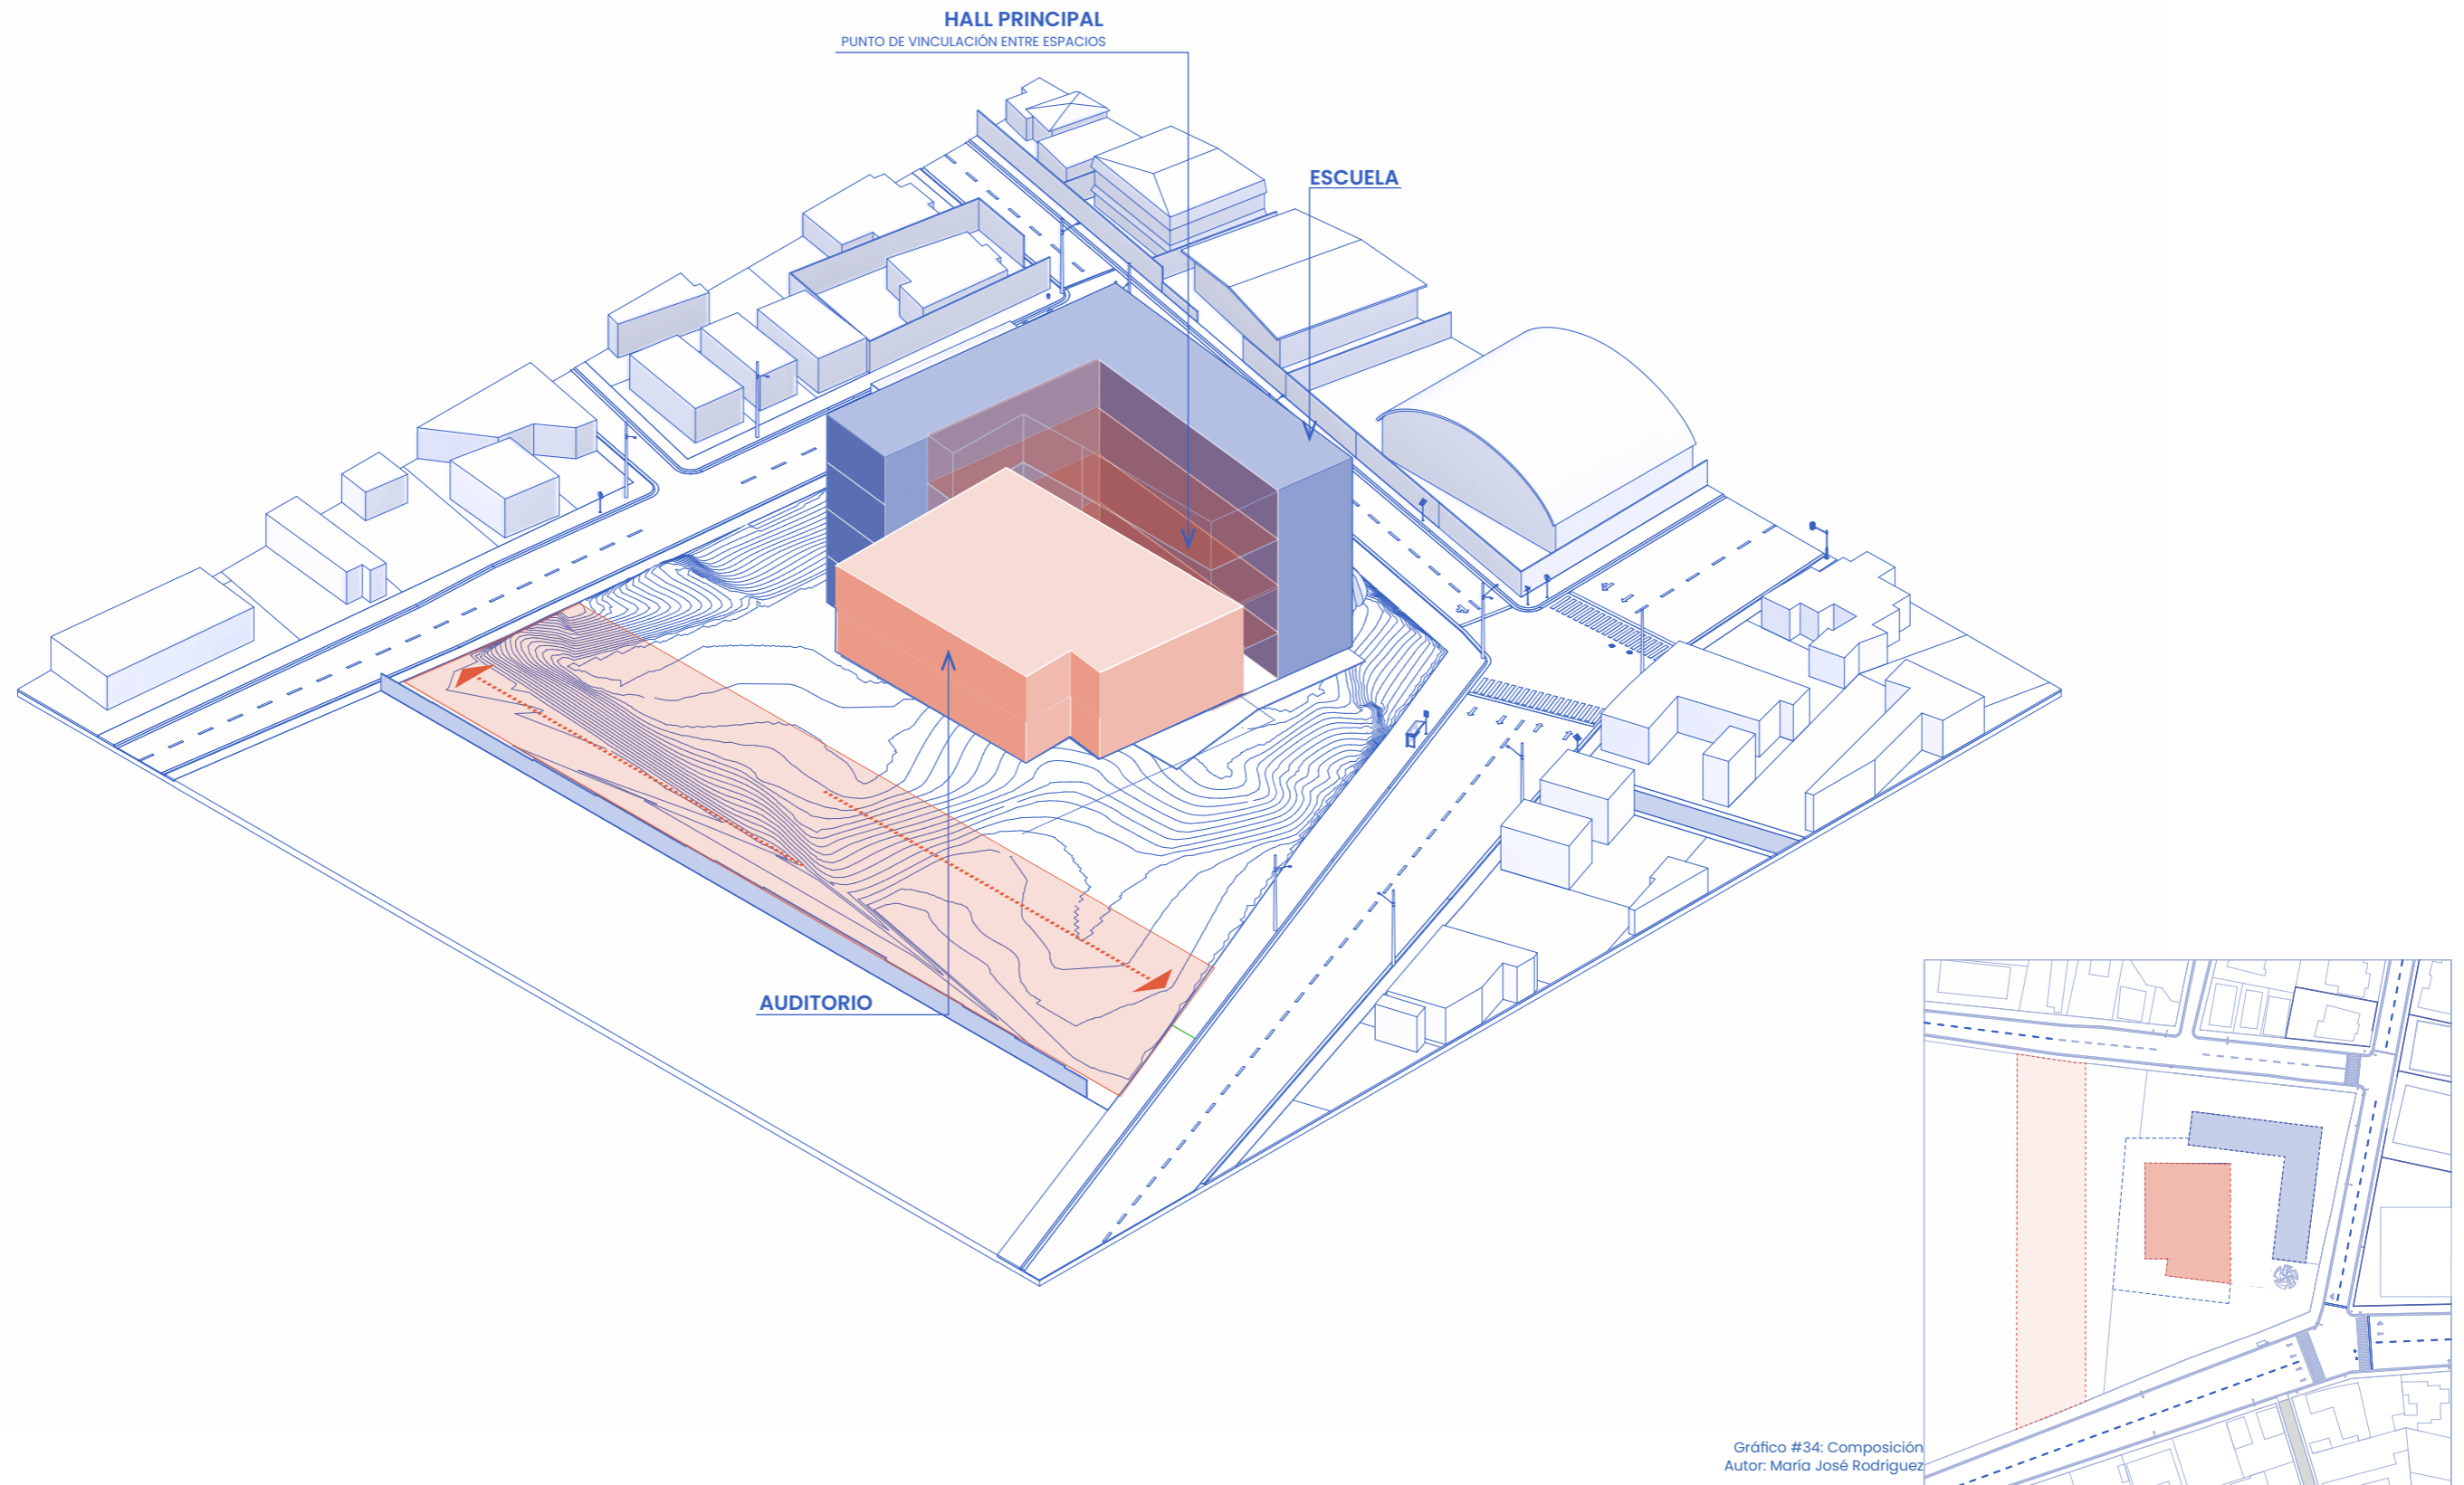 HALL PRINCIPAL
PUNTO DE VINCULACIÓN ENTRE ESPACIOS
ESCUELA
AUDITORIO
Gráfico #34: Composición
Autor: María José Rodriguez